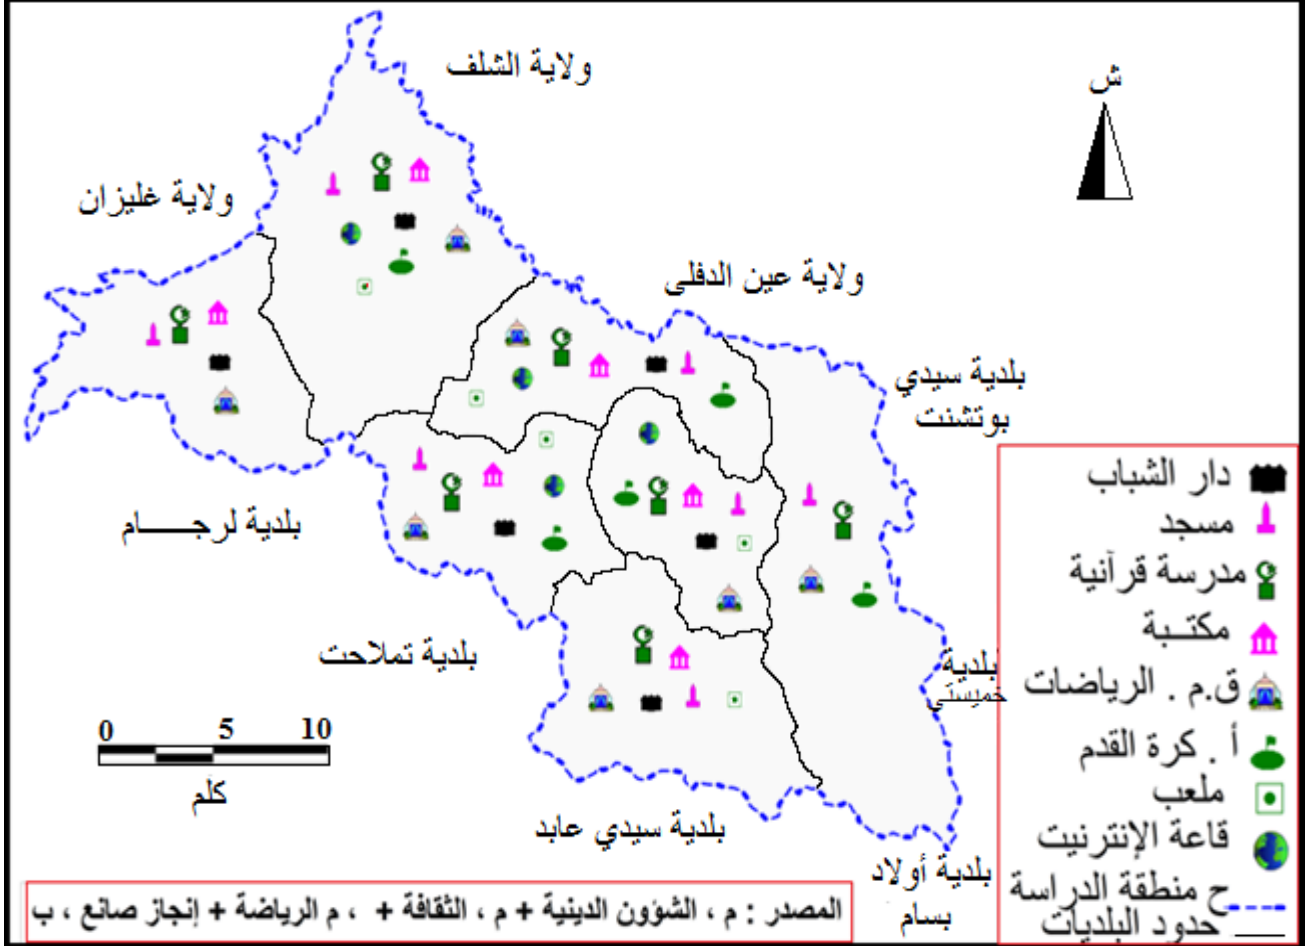 ولاية الشلف
ش
ولاية غليزان
ولاية عين الدفلى
بلدية سيدي
بوتشنت
بلدية لرجـــــام
بلدية تملاحت
بلدية
خميستي
بلدية سيدي عابد
بلدية أولاد
بسام
0 5 10
كلم
دار الشباب
مسجد
مدرسة قرآنية
مكتـــبة
ق.م . الرياضات
أ . كرة القدم
ملعب
قاعة الإنترنيت
ح منطقة الدراسة
حدود البلديات
المصدر : م ، الشؤون الدينية + م ، الثقافة + ، م الرياضة + إنجاز صانع ، ب